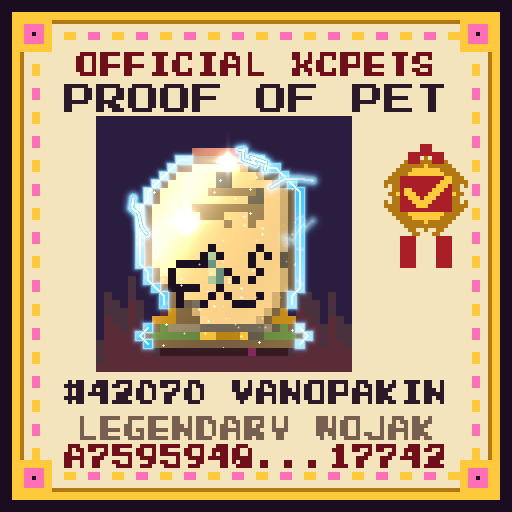 OFFICIAL XCPETS
PROOF OF PET
#42070 VANOPAKIN
LEGENDARY NOJAK
A7595940...17742